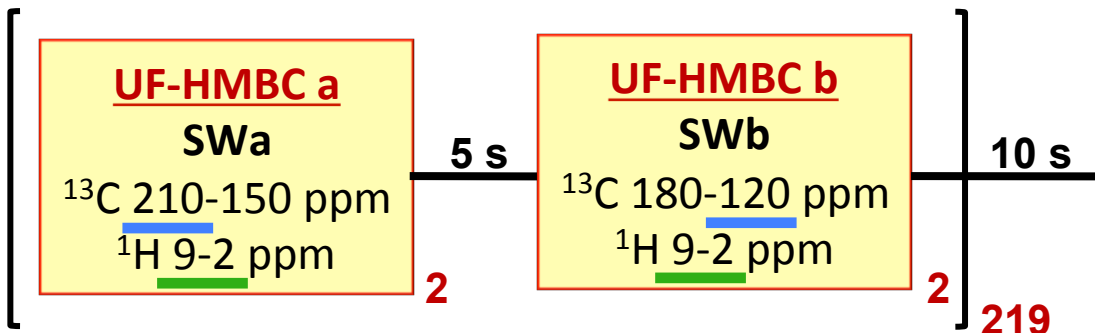 UF-HMBC a
SWa
¹³C 210-150 ppm
¹H 9-2 ppm
2
5 s
UF-HMBC b
SWb
¹³C 180-120 ppm
¹H 9-2 ppm
2
219
10 s